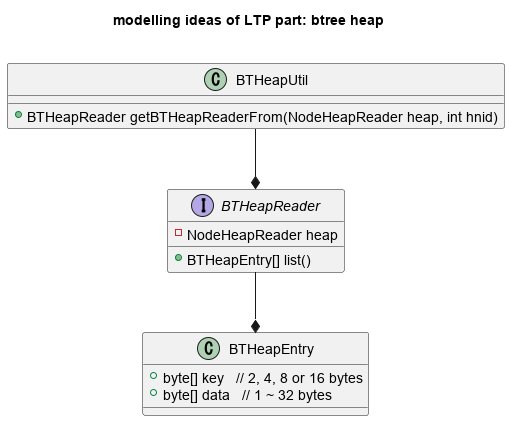 modelling ideas of LTP part: btree heap
C BTHeapUtil
BTHeapReader getBTHeapReaderFrom(NodeHeapReader heap, int hnid)
I BTHeapReader
NodeHeapReader heap
BTHeapEntry[] list()
C BTHeapEntry
byte[] key // 2, 4, 8 or 16 bytes
byte[] data // 1 ~ 32 bytes